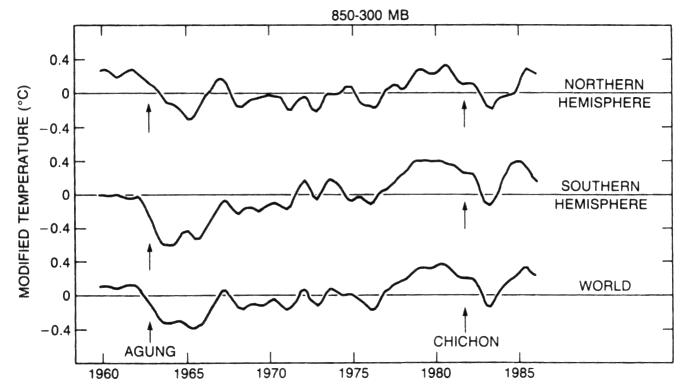 850-300 MB
MODIFIED TEMPERATURE (°C)
0.4
0
−0.4
NORTHERN
HEMISPHERE
0.4
0
−0.4
SOUTHERN
HEMISPHERE
0.4
0
−0.4
WORLD
AGUNG
CHICHON
1960 1965 1970 1975 1980 1985